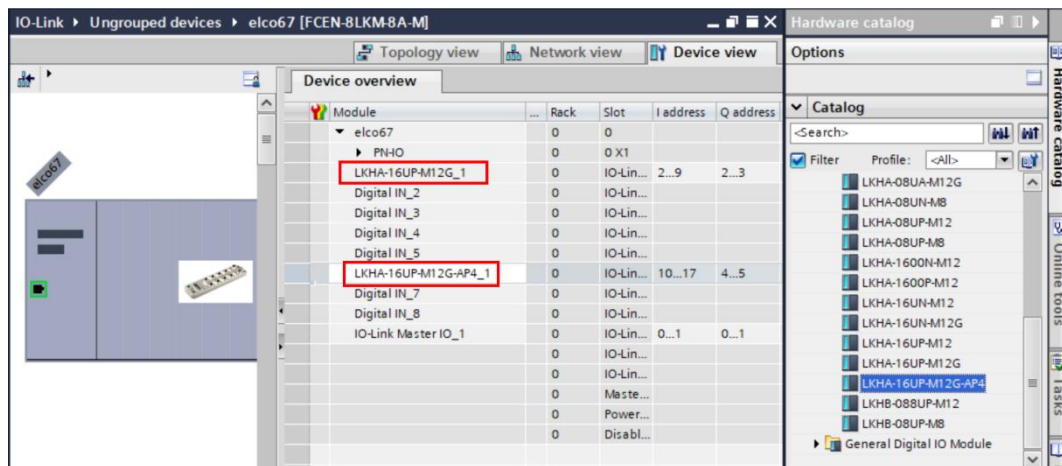 IO-Link ▸ Ungrouped devices ▸ elco67 [FCEN-8LKM-8A-M]
Topology view Network view Device view
Device overview
Module ... Rack Slot I address Q address
elco67 0 0
PN-IO 0 0 X1
LKHA-16UP-M12G_1 0 IO-Lin... 2...9 2...3
Digital IN_2 0 IO-Lin...
Digital IN_3 0 IO-Lin...
Digital IN_4 0 IO-Lin...
Digital IN_5 0 IO-Lin...
LKHA-16UP-M12G-AP4_1 0 IO-Lin... 10...17 4...5
Digital IN_7 0 IO-Lin...
Digital IN_8 0 IO-Lin...
IO-Link Master IO_1 0 IO-Lin... 0...1 0...1
0 IO-Lin...
0 IO-Lin...
0 Maste...
0 Power...
0 Disabl...
elco67
Hardware catalog
Options
Catalog
<Search>
Filter Profile: <All>
LKHA-08UA-M12G
LKHA-08UN-M8
LKHA-08UP-M12
LKHA-08UP-M8
LKHA-1600N-M12
LKHA-1600P-M12
LKHA-16UN-M12
LKHA-16UN-M12G
LKHA-16UP-M12
LKHA-16UP-M12G
LKHA-16UP-M12G-AP4
LKHB-088UP-M12
LKHB-08UP-M8
General Digital IO Module
Hardware catalog
Online tools
Tasks